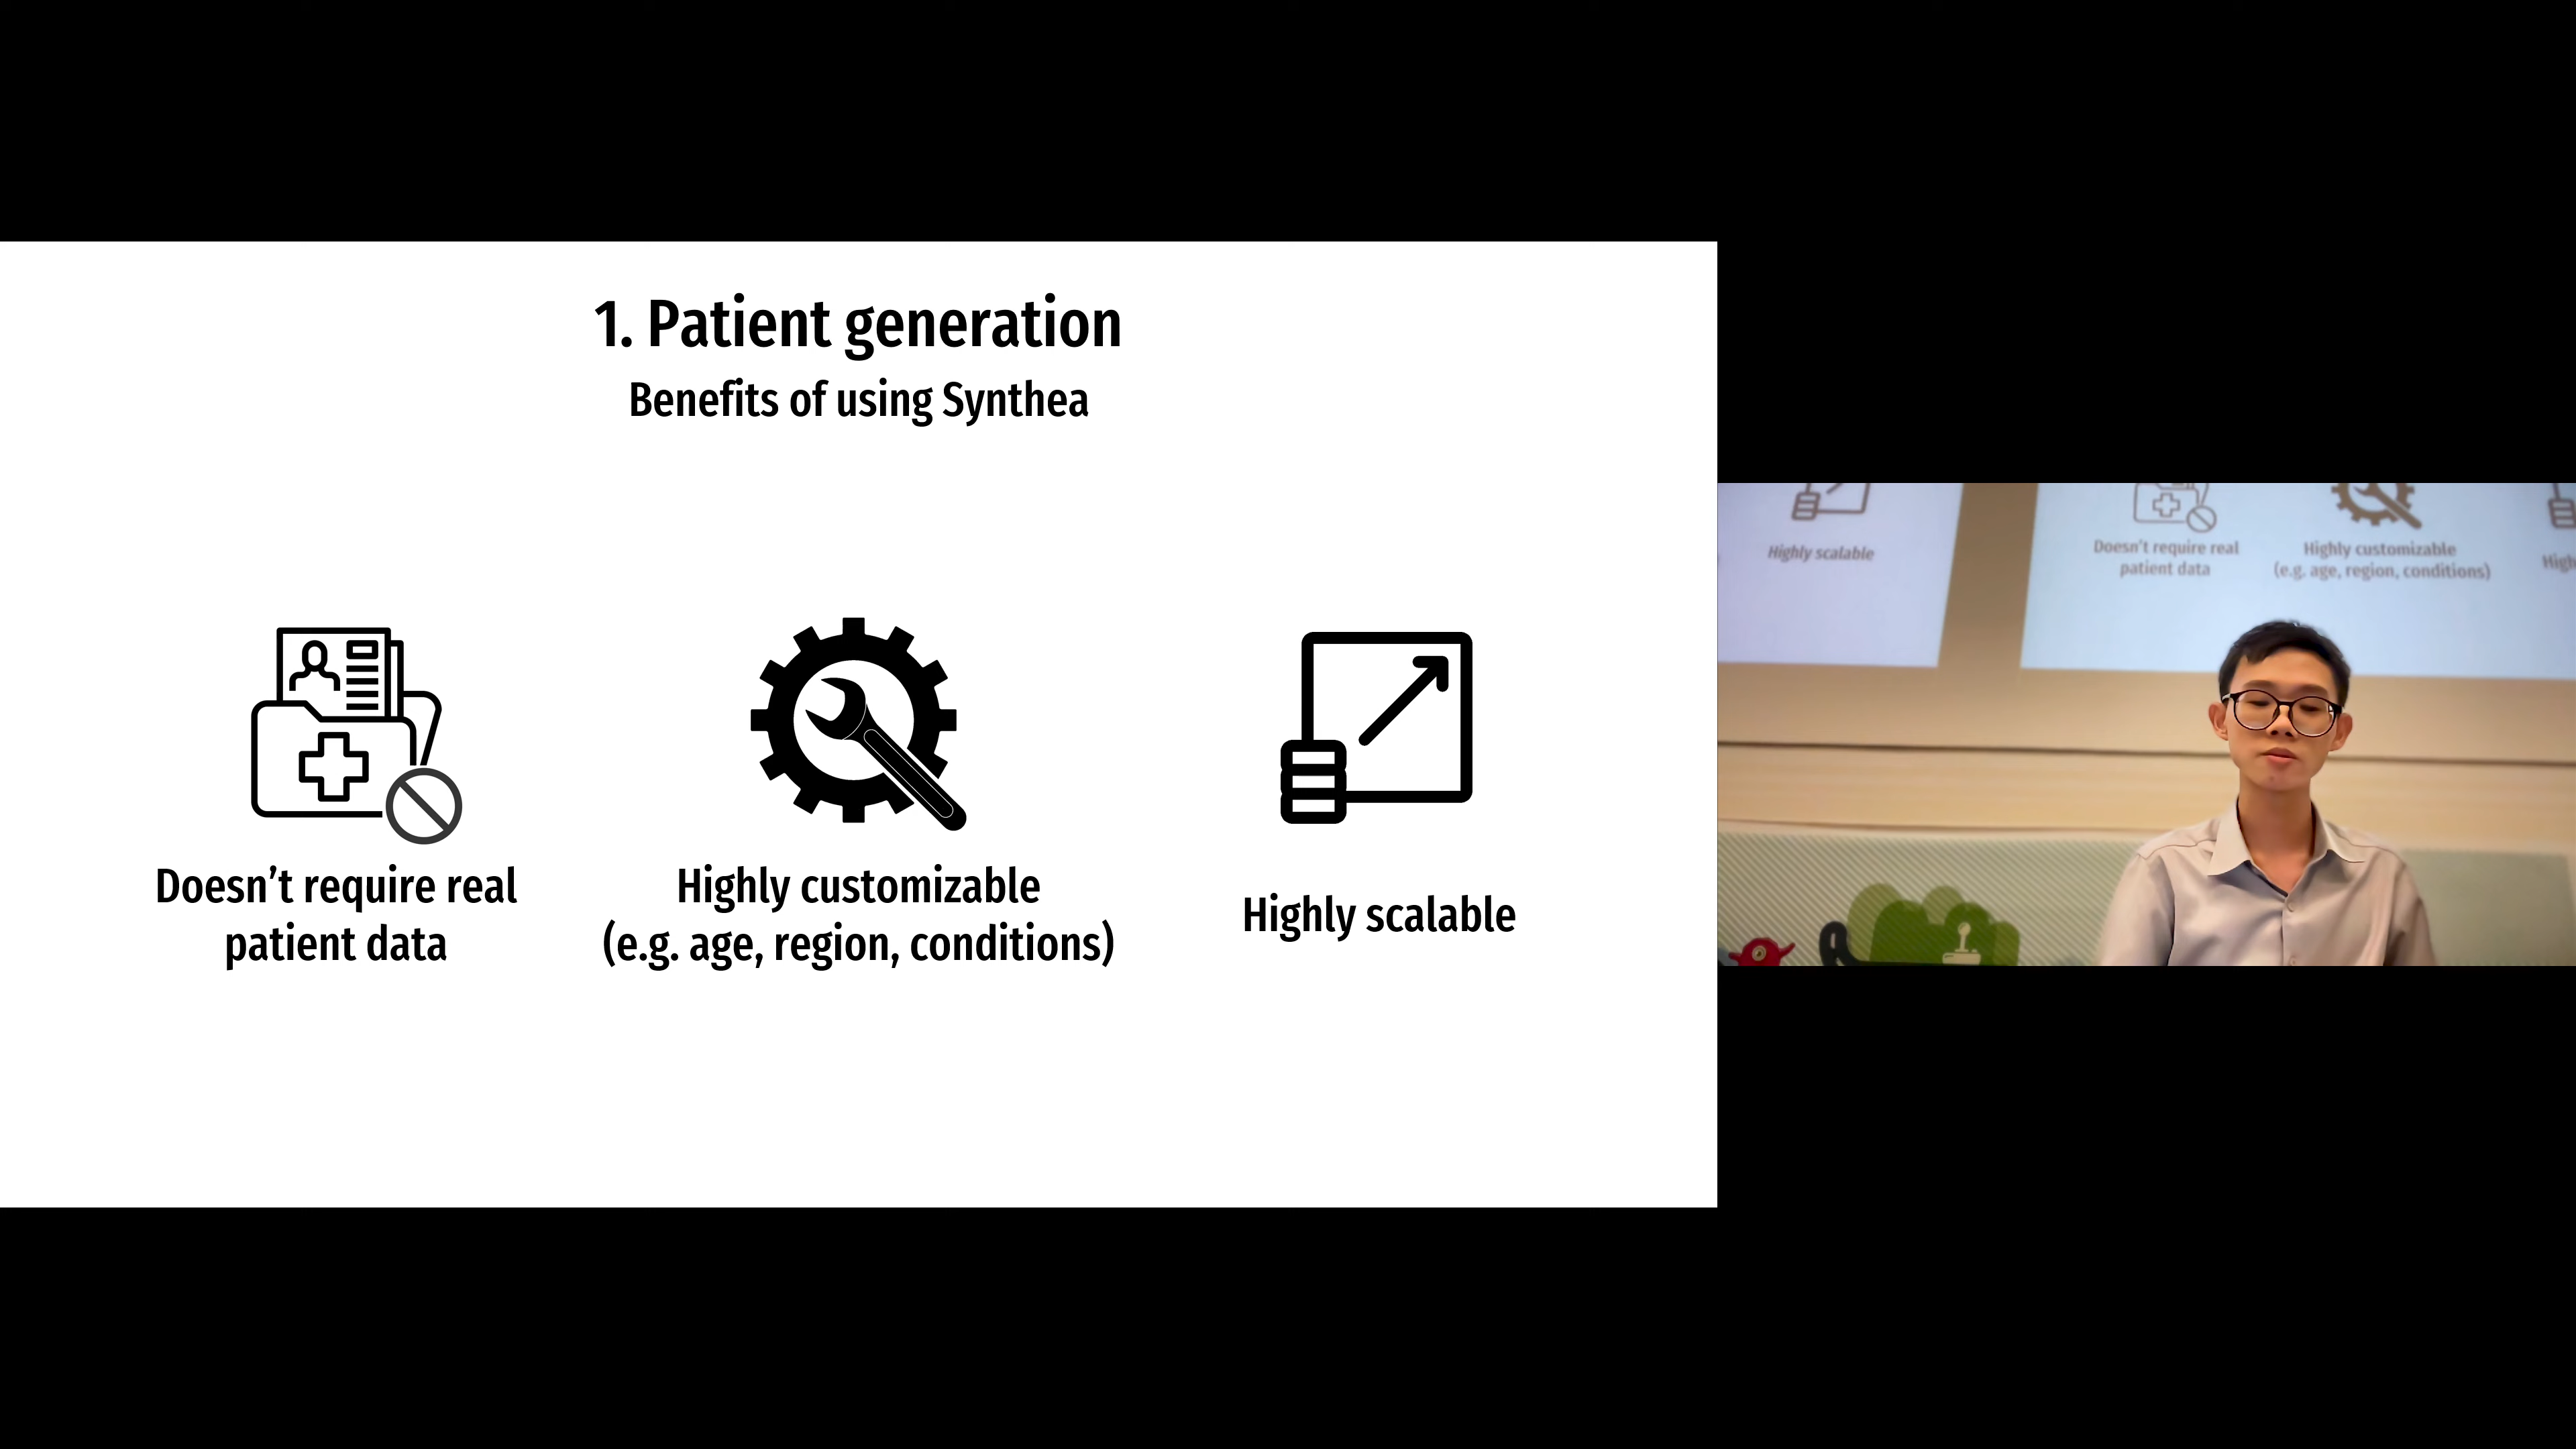 1. Patient generation
Benefits of using Synthea
Doesn’t require real
patient data
Highly customizable
(e.g. age, region, conditions)
Highly scalable
Highly scalable
Doesn’t require real
patient data
Highly customizable
(e.g. age, region, conditions)